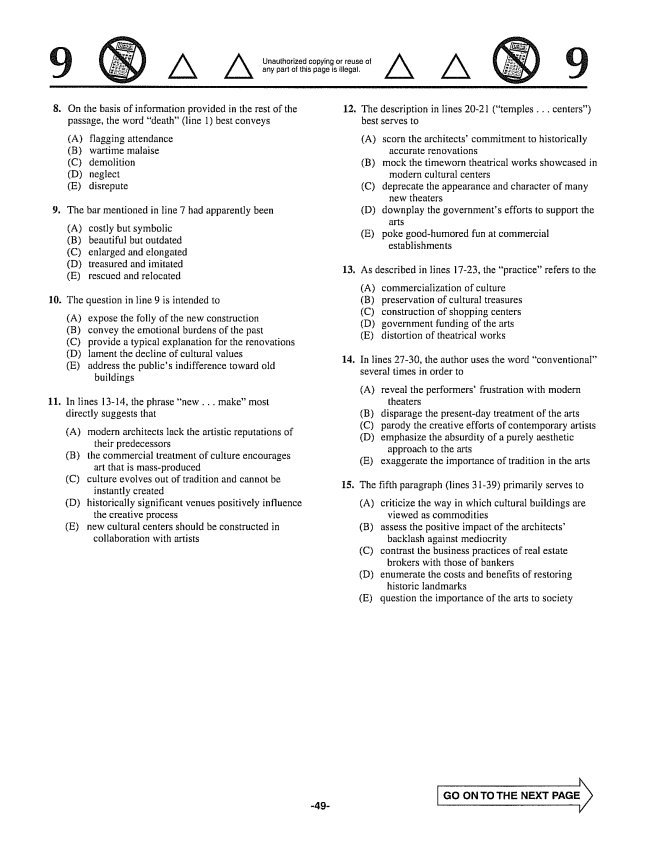 9
Unauthorized copying or reuse of
any part of this page is illegal.
9
8. On the basis of information provided in the rest of the
passage, the word “death” (line 1) best conveys
(A) flagging attendance
(B) wartime malaise
(C) demolition
(D) neglect
(E) disrepute
9. The bar mentioned in line 7 had apparently been
(A) costly but symbolic
(B) beautiful but outdated
(C) enlarged and elongated
(D) treasured and imitated
(E) rescued and relocated
10. The question in line 9 is intended to
(A) expose the folly of the new construction
(B) convey the emotional burdens of the past
(C) provide a typical explanation for the renovations
(D) lament the decline of cultural values
(E) address the public’s indifference toward old
buildings
11. In lines 13-14, the phrase “new . . . make” most
directly suggests that
(A) modern architects lack the artistic reputations of
their predecessors
(B) the commercial treatment of culture encourages
art that is mass-produced
(C) culture evolves out of tradition and cannot be
instantly created
(D) historically significant venues positively influence
the creative process
(E) new cultural centers should be constructed in
collaboration with artists
12. The description in lines 20-21 (“temples . . . centers”)
best serves to
(A) scorn the architects’ commitment to historically
accurate renovations
(B) mock the timeworn theatrical works showcased in
modern cultural centers
(C) deprecate the appearance and character of many
new theaters
(D) downplay the government’s efforts to support the
arts
(E) poke good-humored fun at commercial
establishments
13. As described in lines 17-23, the “practice” refers to the
(A) commercialization of culture
(B) preservation of cultural treasures
(C) construction of shopping centers
(D) government funding of the arts
(E) distortion of theatrical works
14. In lines 27-30, the author uses the word “conventional”
several times in order to
(A) reveal the performers’ frustration with modern
theaters
(B) disparage the present-day treatment of the arts
(C) parody the creative efforts of contemporary artists
(D) emphasize the absurdity of a purely aesthetic
approach to the arts
(E) exaggerate the importance of tradition in the arts
15. The fifth paragraph (lines 31-39) primarily serves to
(A) criticize the way in which cultural buildings are
viewed as commodities
(B) assess the positive impact of the architects’
backlash against mediocrity
(C) contrast the business practices of real estate
brokers with those of bankers
(D) enumerate the costs and benefits of restoring
historic landmarks
(E) question the importance of the arts to society
GO ON TO THE NEXT PAGE
-49-